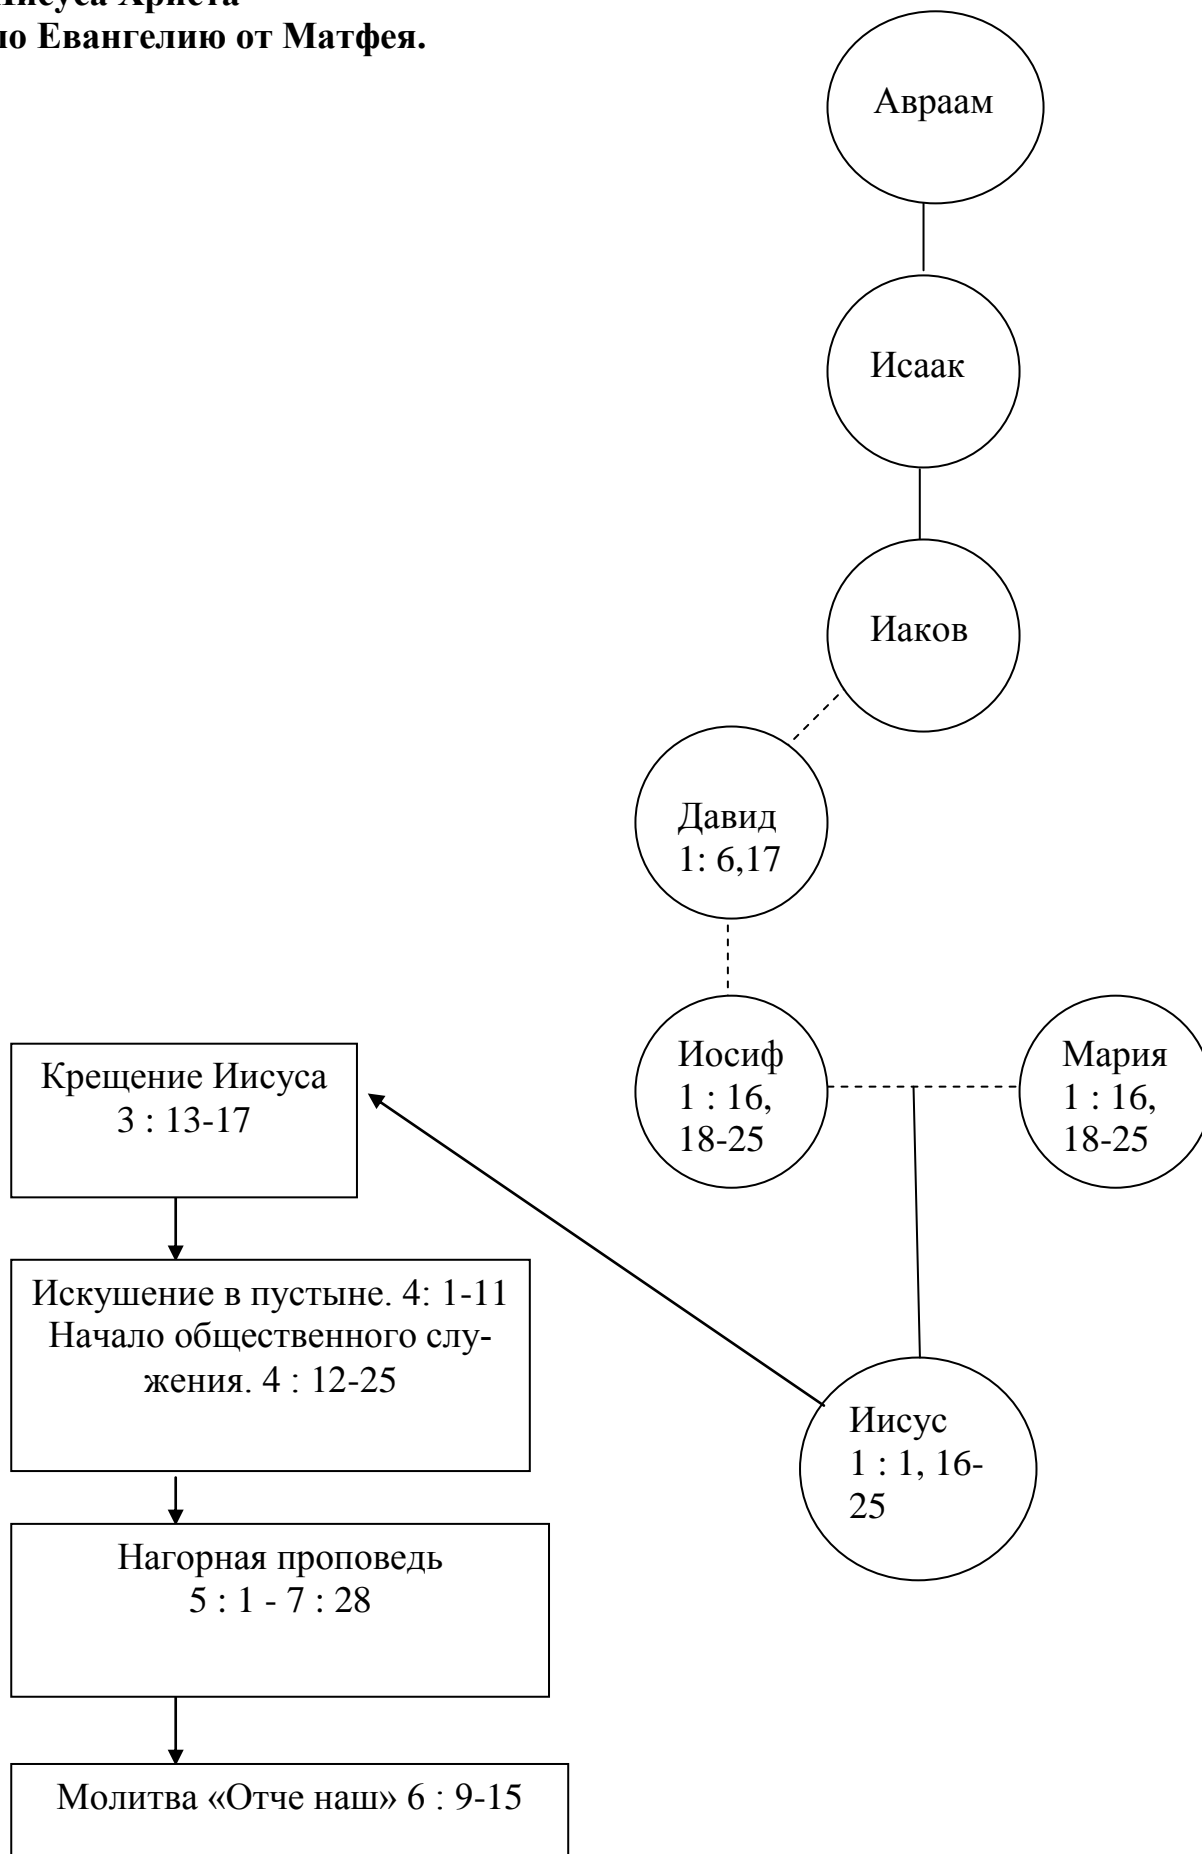 Иисуса Христа
по Евангелию от Матфея.
Авраам
Исаак
Иаков
Давид
1: 6,17
Иосиф
1 : 16,
18-25
Мария
1 : 16,
18-25
Иисус
1 : 1, 16-
25
Крещение Иисуса
3 : 13-17
Искушение в пустыне. 4: 1-11
Начало общественного слу-
жения. 4 : 12-25
Нагорная проповедь
5 : 1 - 7 : 28
Молитва «Отче наш» 6 : 9-15